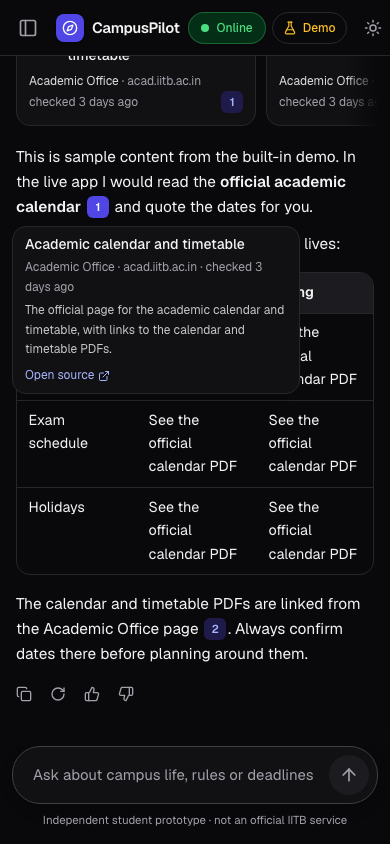 CampusPilot
Online
Demo
timetable
Academic Office · acad.iitb.ac.in
checked 3 days ago
1
Academic Office ·
checked 3 days
This is sample content from the built-in demo. In
the live app I would read the official academic
calendar 1 and quote the dates for you.
lives:
Academic calendar and timetable
Academic Office · acad.iitb.ac.in · checked 3
days ago
The official page for the academic calendar and
timetable, with links to the calendar and
timetable PDFs.
Open source
Exam
schedule
See the
official
calendar PDF
See the
official
calendar PDF
Holidays
See the
official
calendar PDF
See the
official
calendar PDF
The calendar and timetable PDFs are linked from
the Academic Office page 2 . Always confirm
dates there before planning around them.
Ask about campus life, rules or deadlines
Independent student prototype · not an official IITB service